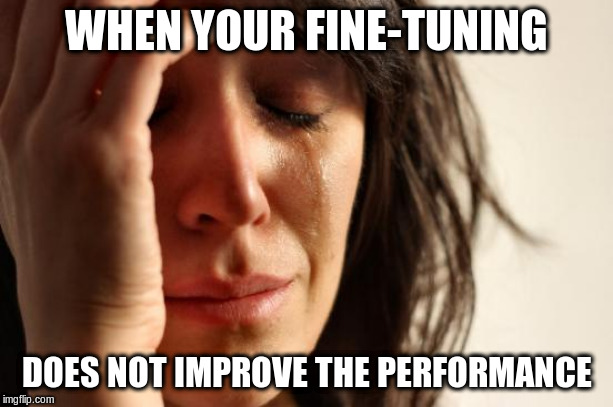 WHEN YOUR FINE-TUNING
DOES NOT IMPROVE THE PERFORMANCE
imgflip.com